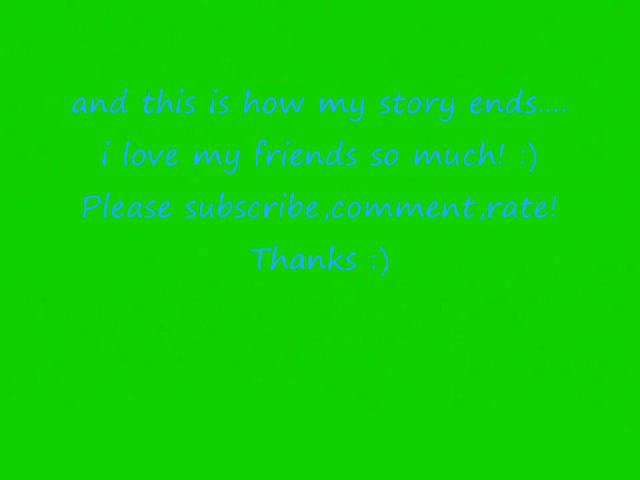 and this is how my story ends....
i love my friends so much! :)
Please subscribe,comment,rate!
Thanks :)